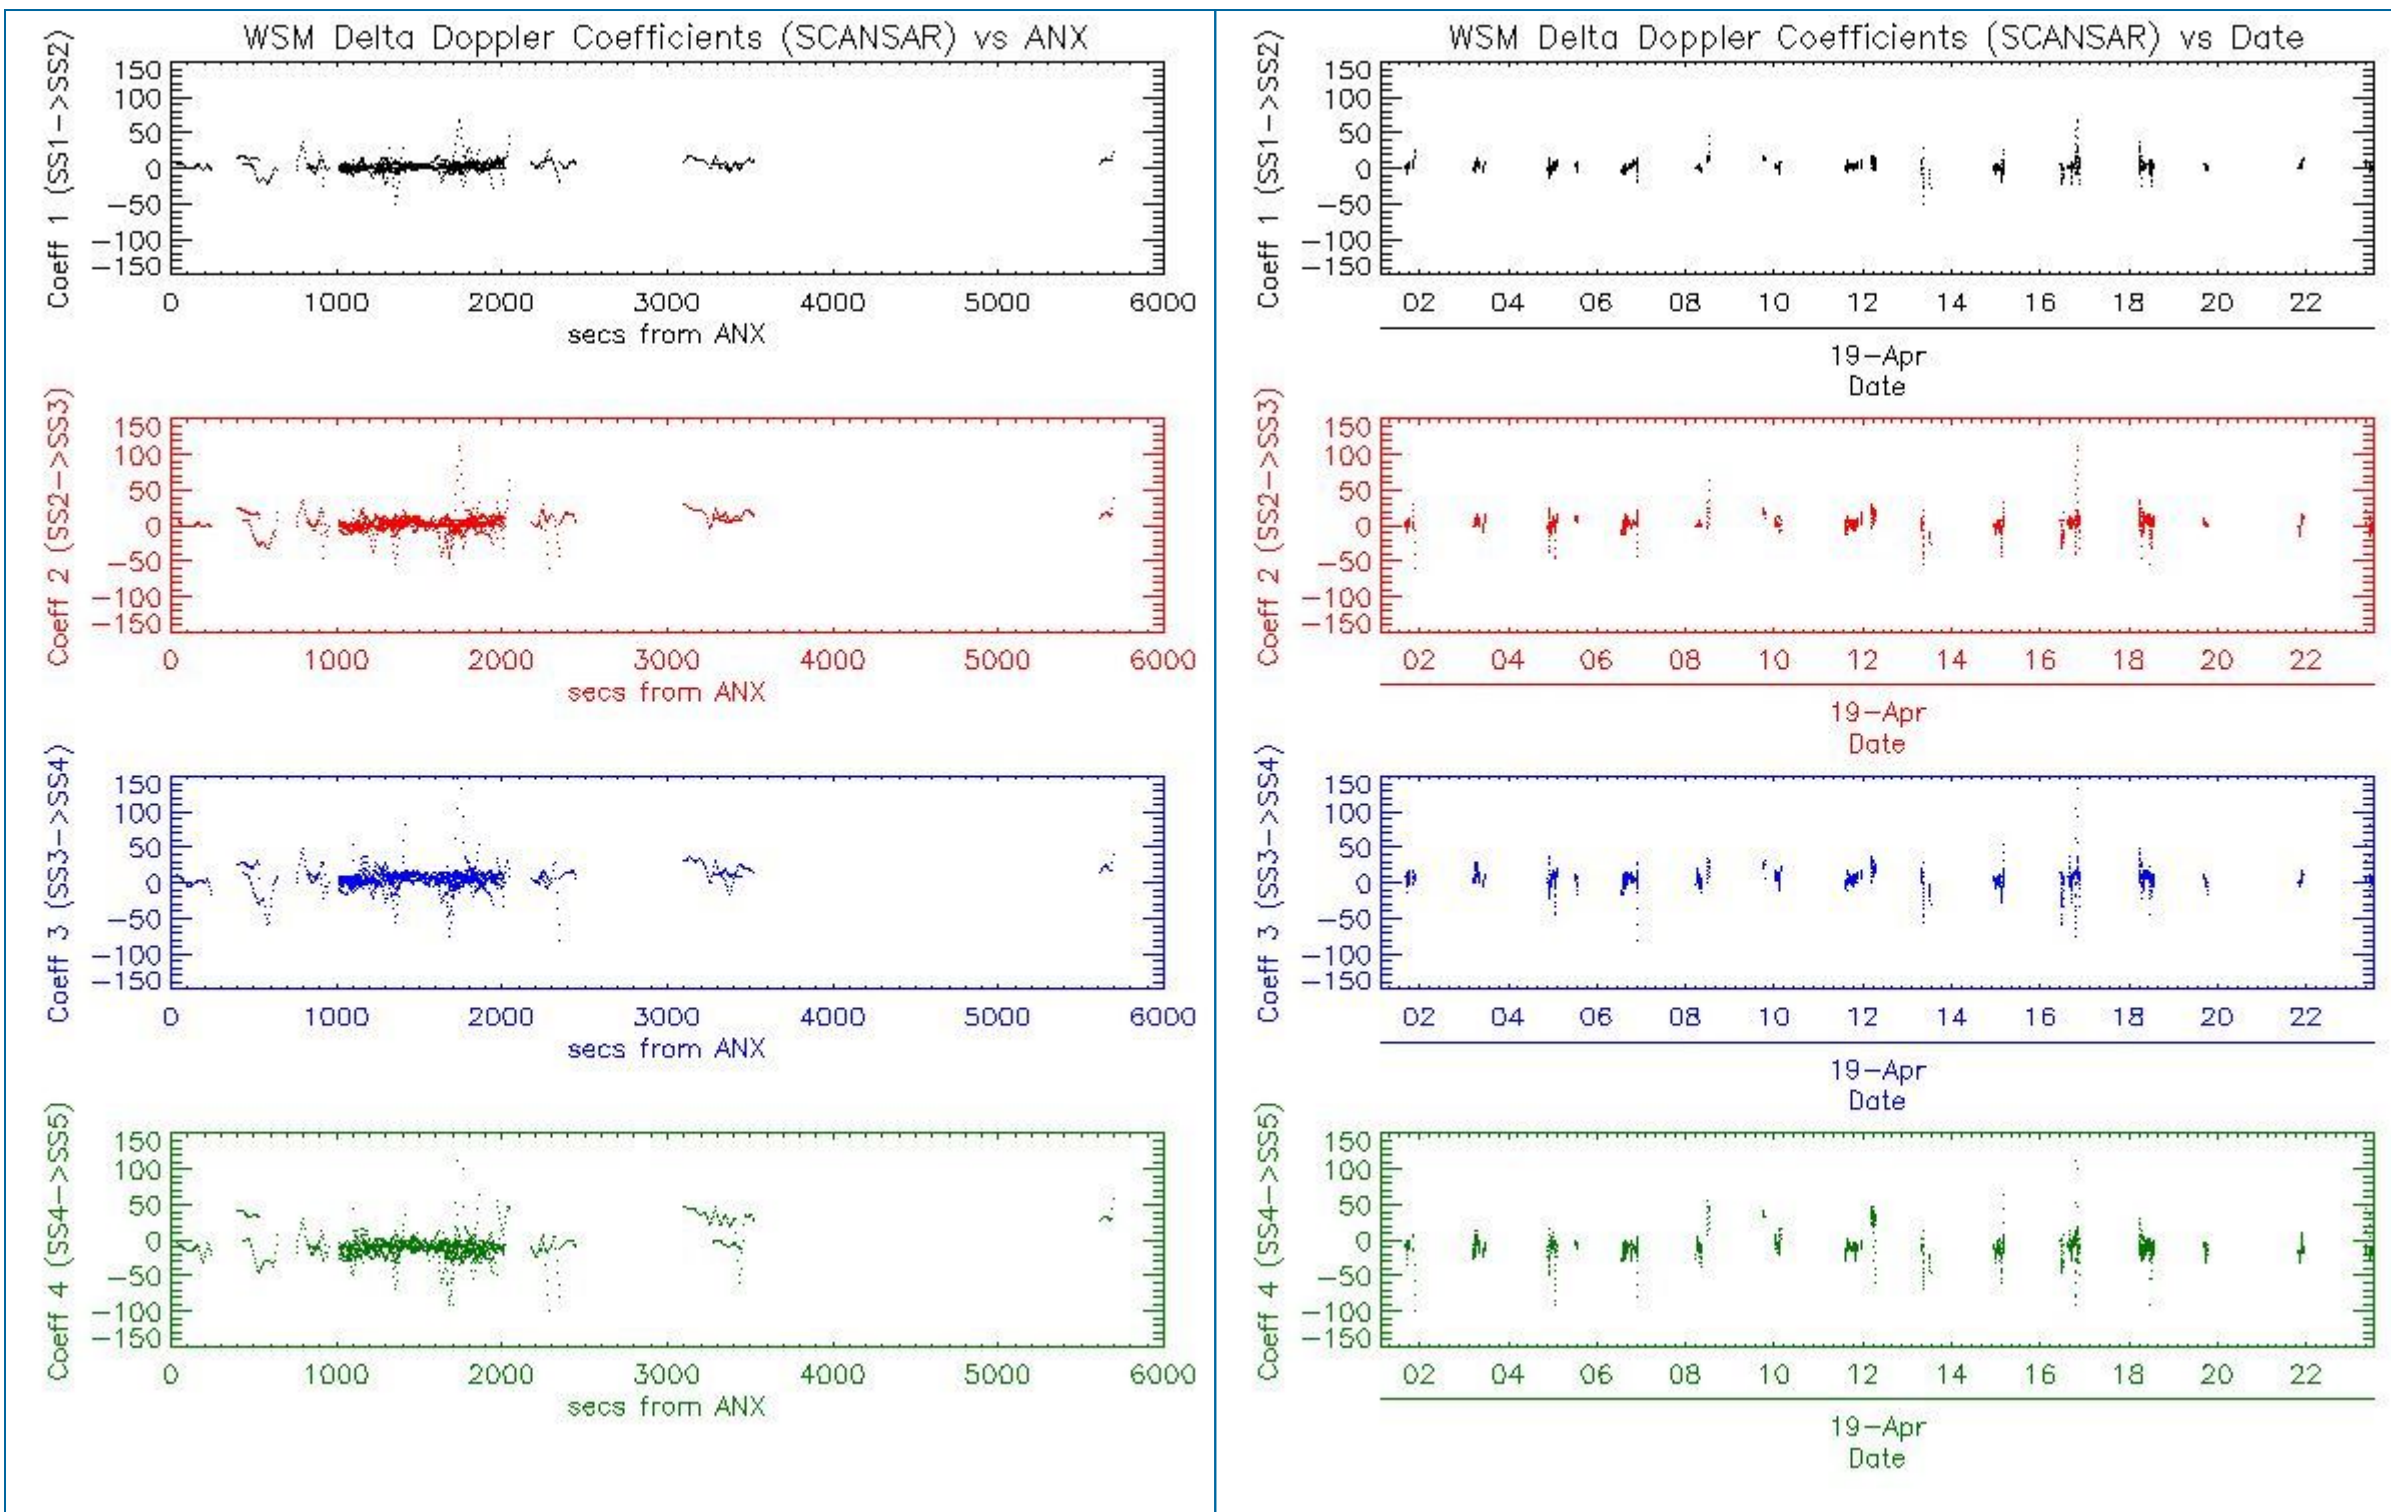 WSM Delta Doppler Coefficients (SCANSAR) vs ANX
Coeff 1 (SS1->SS2)
150
100
50
0
-50
-100
-150
0 1000 2000 3000 4000 5000 6000
secs from ANX
Coeff 2 (SS2->SS3)
150
100
50
0
-50
-100
-150
0 1000 2000 3000 4000 5000 6000
secs from ANX
Coeff 3 (SS3->SS4)
150
100
50
0
-50
-100
-150
0 1000 2000 3000 4000 5000 6000
secs from ANX
Coeff 4 (SS4->SS5)
150
100
50
0
-50
-100
-150
0 1000 2000 3000 4000 5000 6000
secs from ANX
WSM Delta Doppler Coefficients (SCANSAR) vs Date
Coeff 1 (SS1->SS2)
150
100
50
0
-50
-100
-150
02 04 06 08 10 12 14 16 18 20 22
19-Apr
Date
Coeff 2 (SS2->SS3)
150
100
50
0
-50
-100
-150
02 04 06 08 10 12 14 16 18 20 22
19-Apr
Date
Coeff 3 (SS3->SS4)
150
100
50
0
-50
-100
-150
02 04 06 08 10 12 14 16 18 20 22
19-Apr
Date
Coeff 4 (SS4->SS5)
150
100
50
0
-50
-100
-150
02 04 06 08 10 12 14 16 18 20 22
19-Apr
Date